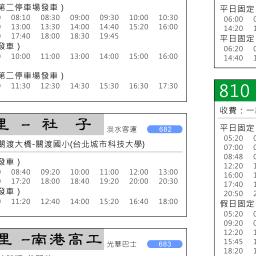 第二停車場發車）
08:10 08:30 09:00 09:30 10:00 10:30
13:00 13:30 14:00 14:40 15:20 16:00
17:40 18:00 18:30 19:45
發車）
10:00 11:00 13:00 14:00 15:00 16:00
第二停車場發車）
11:30 12:30 14:30 15:30 16:30 17:30
里 - 社 子 淡水客運 682
關渡大橋-關渡國小(台北城市科技大學)
發車）
08:40 09:20 10:00 11:00 12:00 13:00
17:20 18:00 18:40 19:20 20:00 20:30
發車）
11:20 12:40 14:00 15:20 16:40 18:00
里 -南港高工 光華巴士 683
平日固定
06:00
14:20
平日固定
06:20
14:40
810
收費：一
平日固定
05:20
07:00
08:48
12:20
16:00
17:40
20:50
假日固定
05:20
09:20
12:20
15:45
18:20